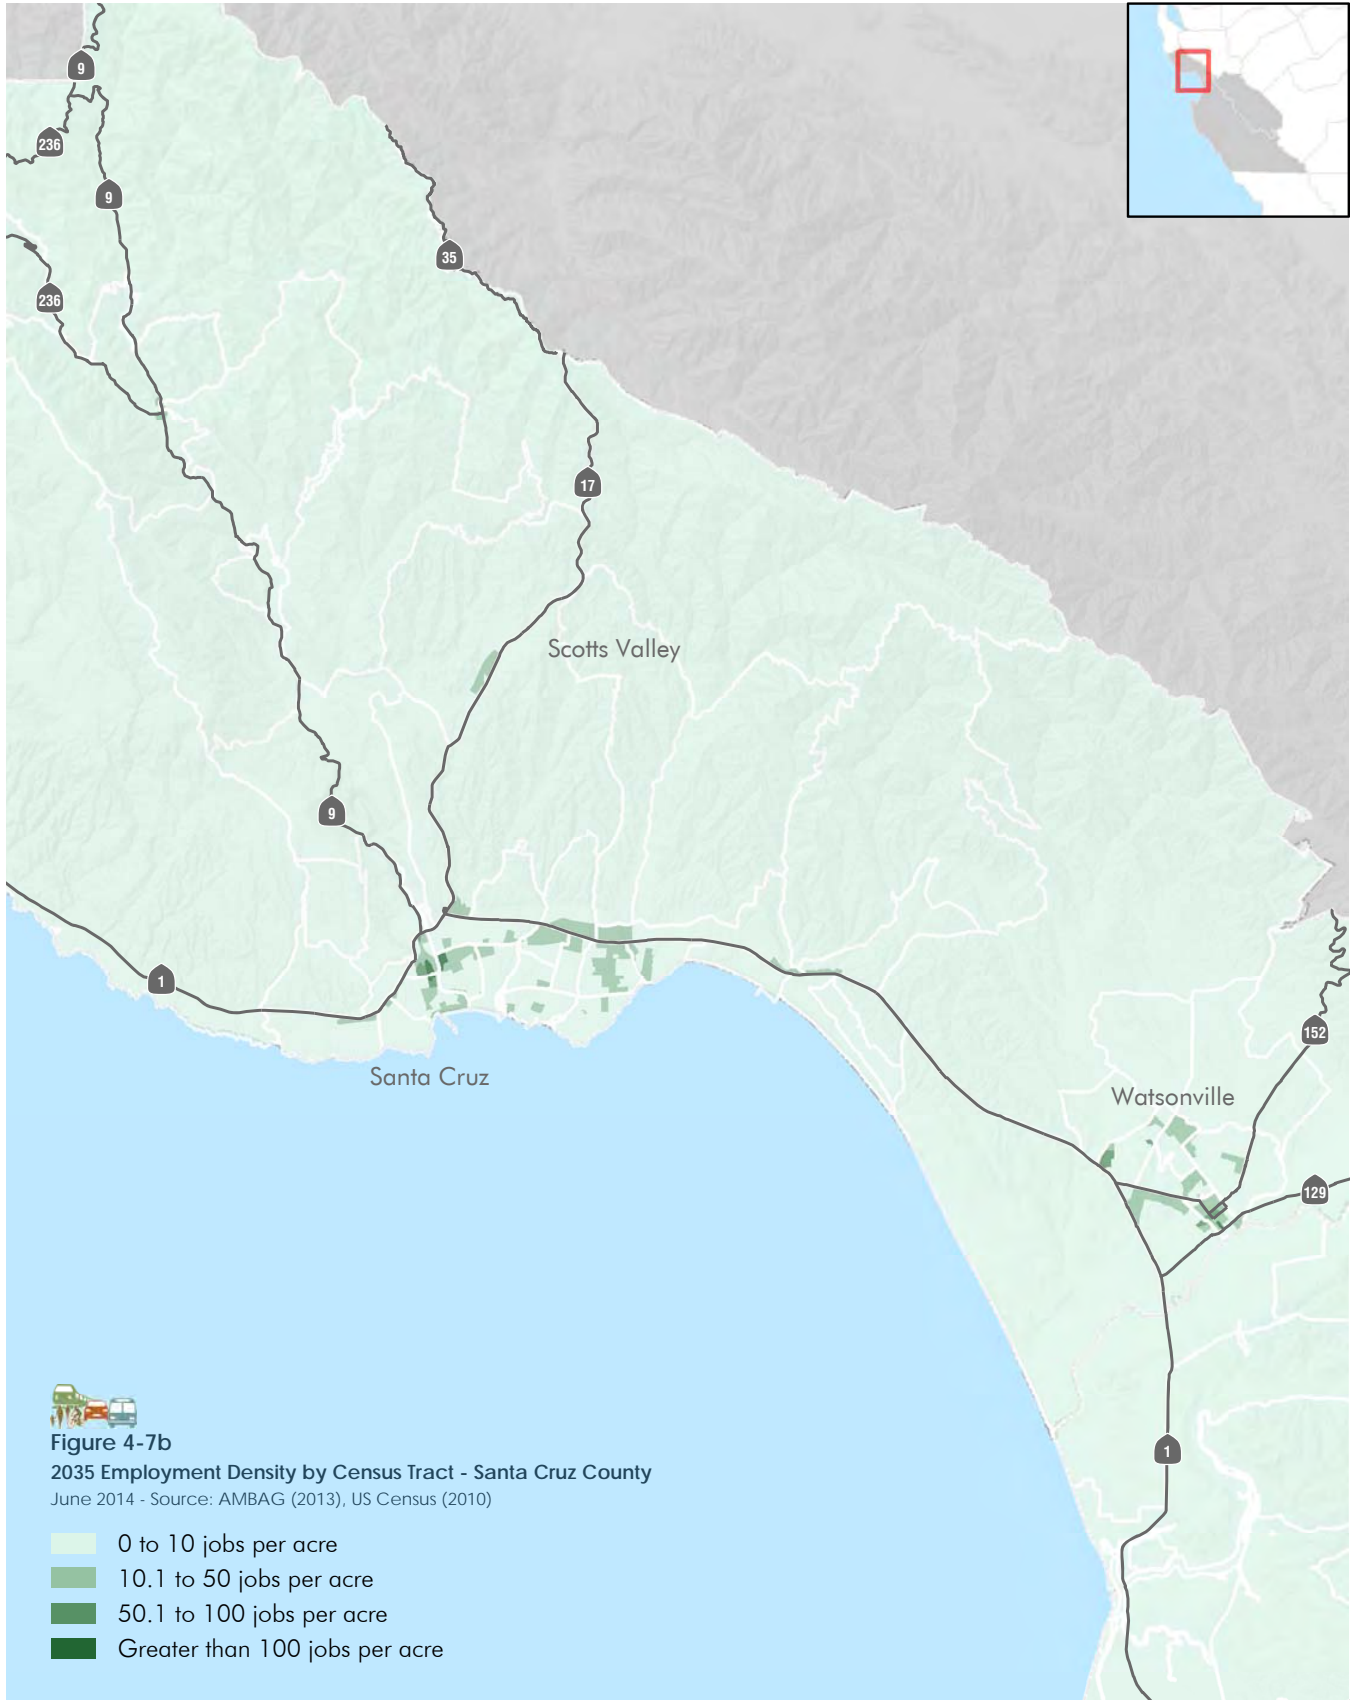 9
236
9
35
236
17
Scotts Valley
9
1
Santa Cruz
152
Watsonville
129
1
Figure 4-7b
2035 Employment Density by Census Tract - Santa Cruz County
June 2014 - Source: AMBAG (2013), US Census (2010)
0 to 10 jobs per acre
10.1 to 50 jobs per acre
50.1 to 100 jobs per acre
Greater than 100 jobs per acre